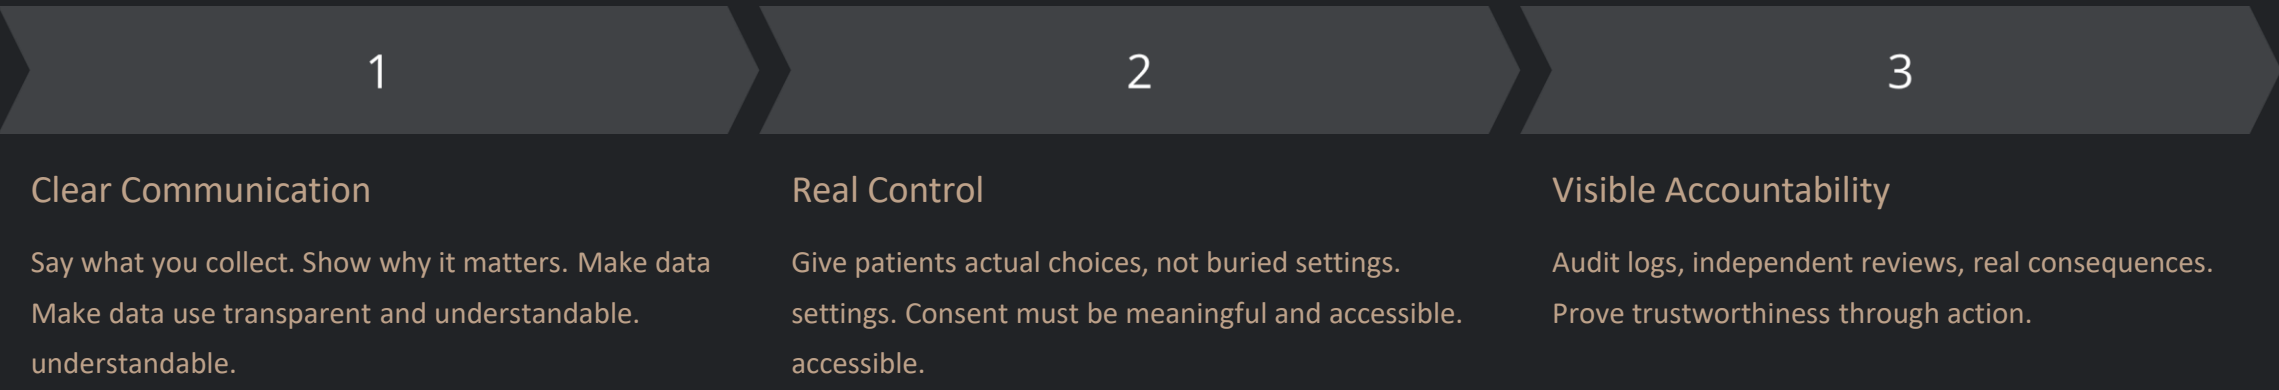 1
2
3
Clear Communication
Say what you collect. Show why it matters. Make data
Make data use transparent and understandable.
understandable.
Real Control
Give patients actual choices, not buried settings.
settings. Consent must be meaningful and accessible.
accessible.
Visible Accountability
Audit logs, independent reviews, real consequences.
Prove trustworthiness through action.